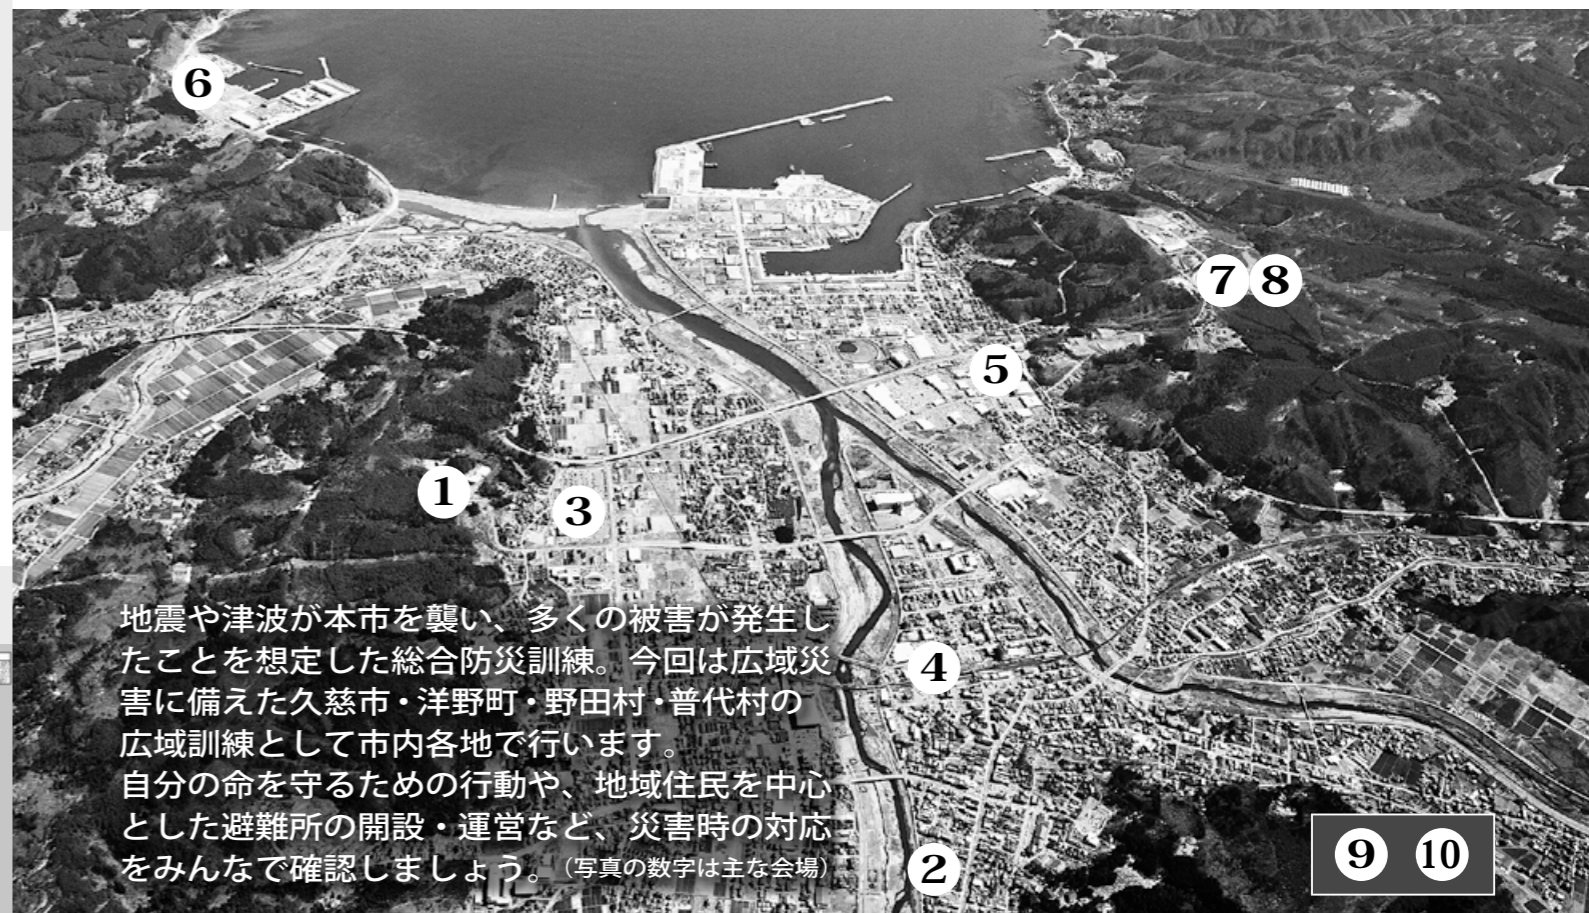 6
7 8
5
1
3
地震や津波が本市を襲い、多くの被害が発生し
たことを想定した総合防災訓練。今回は広域災
害に備えた久慈市・洋野町・野田村・普代村の
広域訓練として市内各地で行います。
自分の命を守るための行動や、地域住民を中心
とした避難所の開設・運営など、災害時の対応
をみんなで確認しましょう。（写真の数字は主な会場）
4
2
9 10